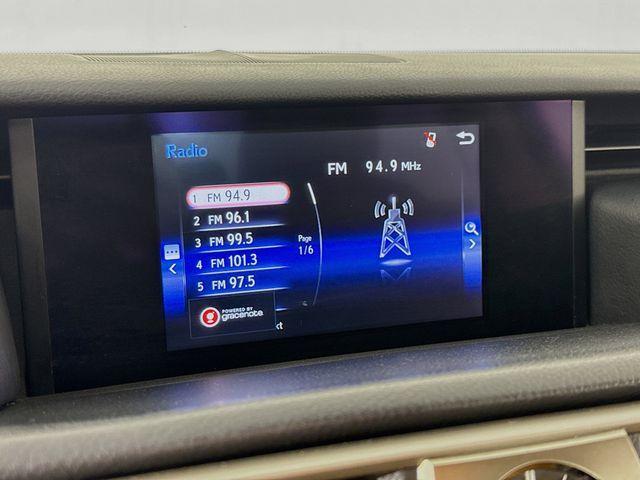 Radio
FM 94.9 MHz
1 FM 94.9
2 FM 96.1
3 FM 99.5
Page
1/6
4 FM 101.3
5 FM 97.5
POWERED BY
gracenote